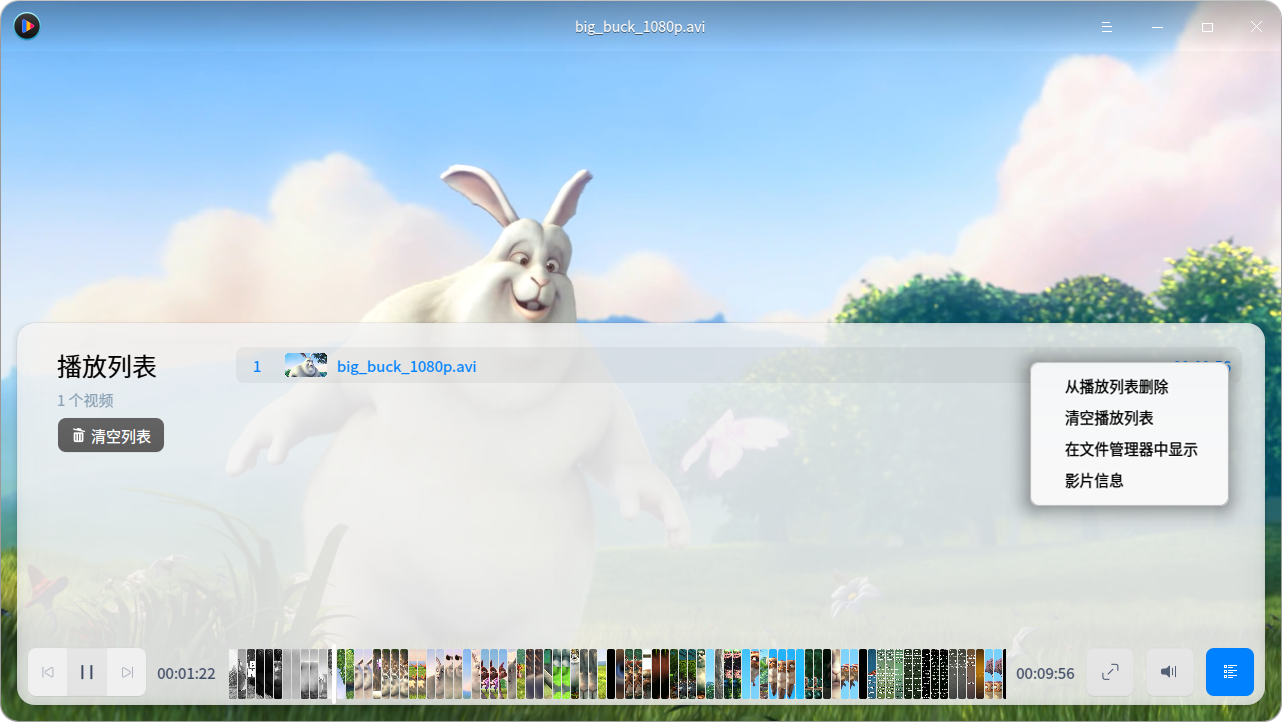 big_buck_1080p.avi
播放列表
1 个视频
清空列表
1 big_buck_1080p.avi
从播放列表删除
清空播放列表
在文件管理器中显示
影片信息
00:01:22
00:09:56